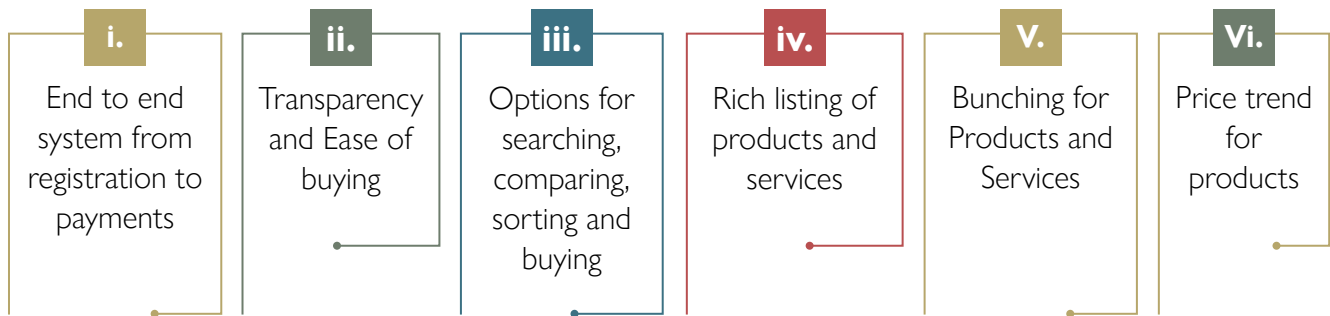 i.
End to end
system from
registration to
payments
ii.
Transparency
and Ease of
buying
iii.
Options for
searching,
comparing,
sorting and
buying
iv.
Rich listing of
products and
services
v.
Bunching for
Products and
Services
Vi.
Price trend
for
products